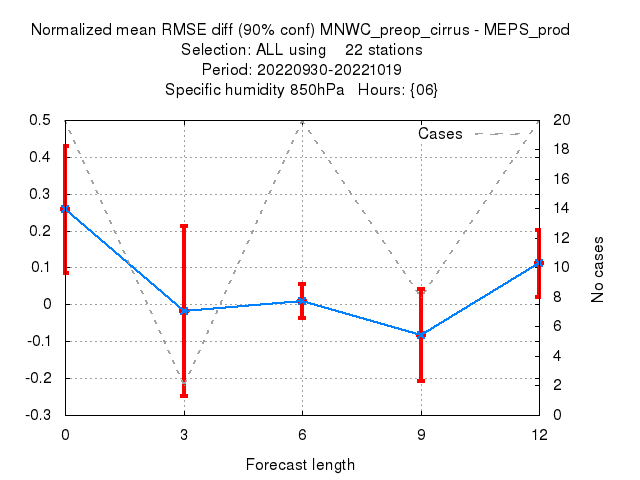 Normalized mean RMSE diff (90% conf) MNWC_preop_cirrus - MEPS_prod
Selection: ALL using    22 stations
Period: 20220930-20221019
Specific humidity 850hPa   Hours: {06}
0.5
0.4
0.3
0.2
0.1
0
-0.1
-0.2
-0.3
Cases
20
18
16
14
12
10
8
6
4
2
0
No cases
0 3 6 9 12
Forecast length